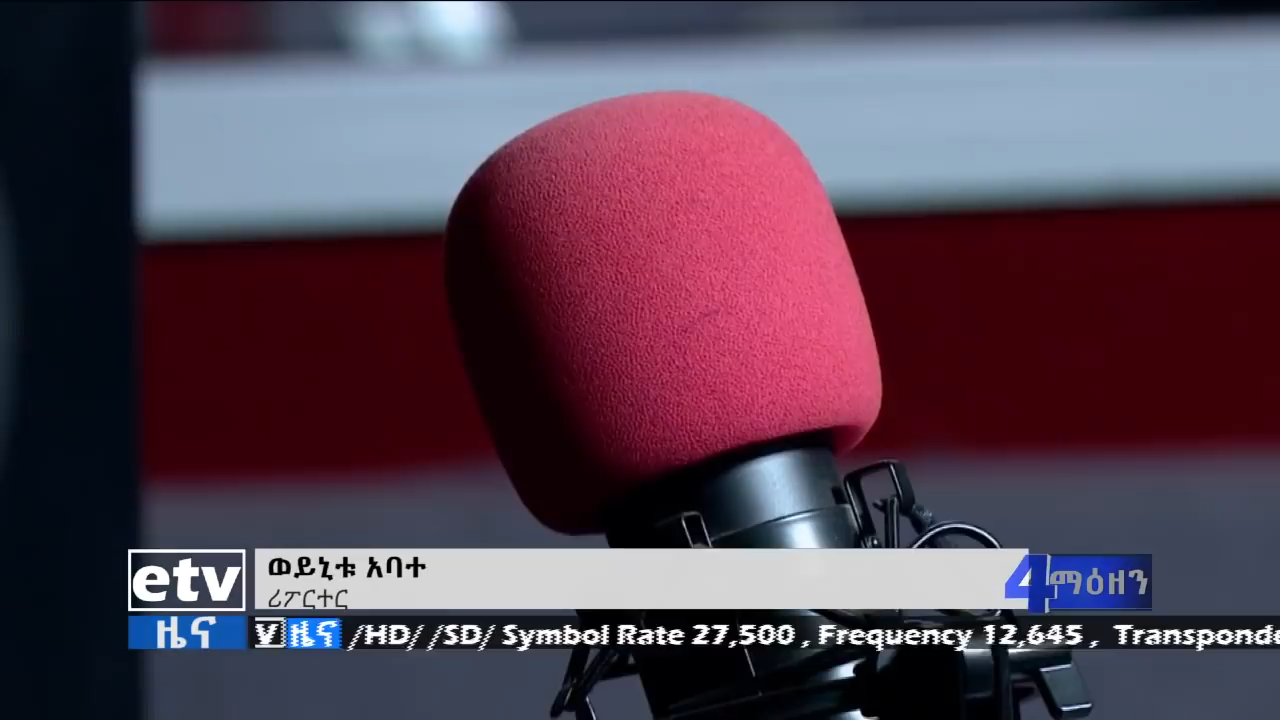 etv
ወይኒቱ አባተ
ሪፖርተር
4ማዕዘን
ዜና
ዜና /HD/ /SD/ Symbol Rate 27,500 , Frequency 12,645 , Transponde